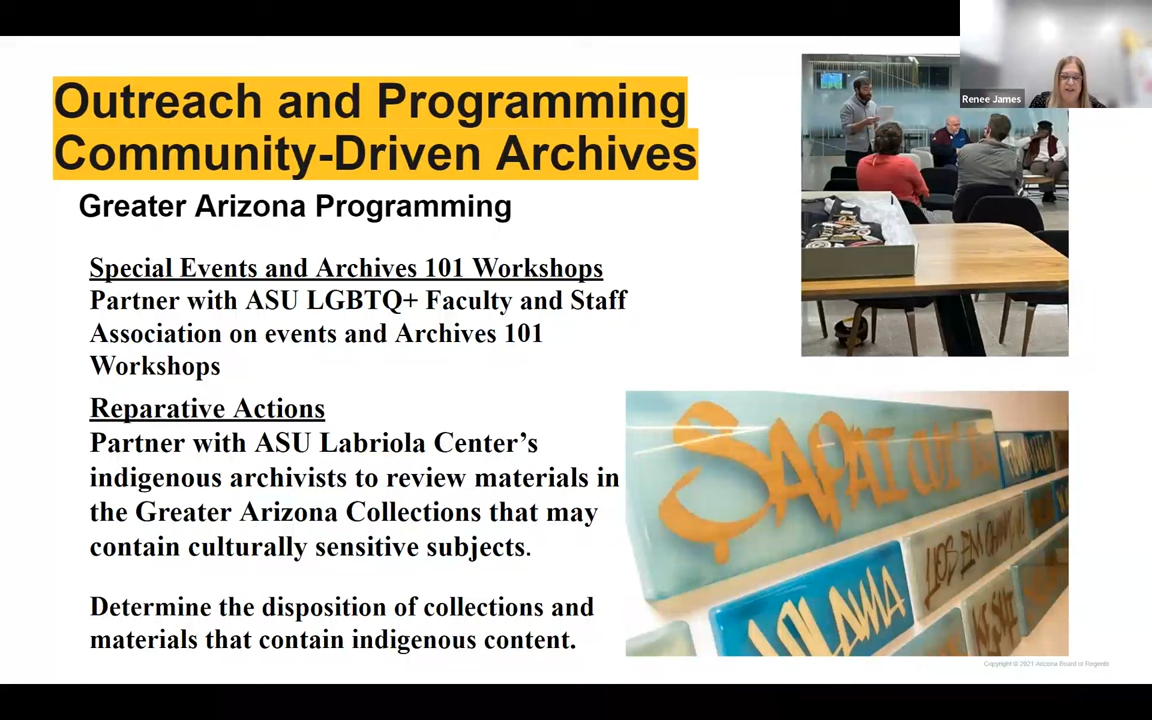 Outreach and Programming
Community-Driven Archives
Greater Arizona Programming
Special Events and Archives 101 Workshops
Partner with ASU LGBTQ+ Faculty and Staff
Association on events and Archives 101
Workshops
Reparative Actions
Partner with ASU Labriola Center’s
indigenous archivists to review materials in
the Greater Arizona Collections that may
contain culturally sensitive subjects.
Determine the disposition of collections and
materials that contain indigenous content.
Renee James
Copyright © 2021 Arizona Board of Regents